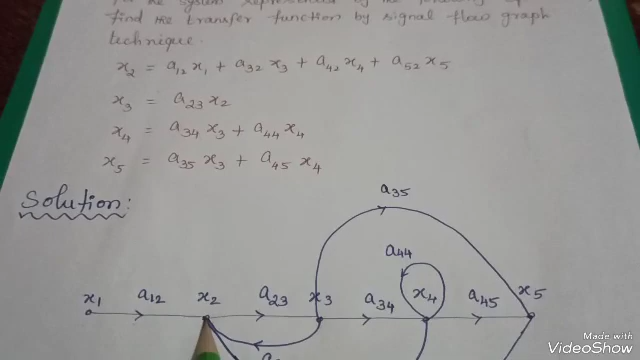 find the transfer function by signal flow graph
technique.
x₂ = a₁₂ x₁ + a₃₂ x₃ + a₄₂ x₄ + a₅₂ x₅
x₃ = a₂₃ x₂
x₄ = a₃₄ x₃ + a₄₄ x₄
x₅ = a₃₅ x₃ + a₄₅ x₄
Solution:
a₃₅
a₄₄
x₁ a₁₂ x₂ a₂₃ x₃ a₃₄ x₄ a₄₅ x₅
Made with
VideoShow